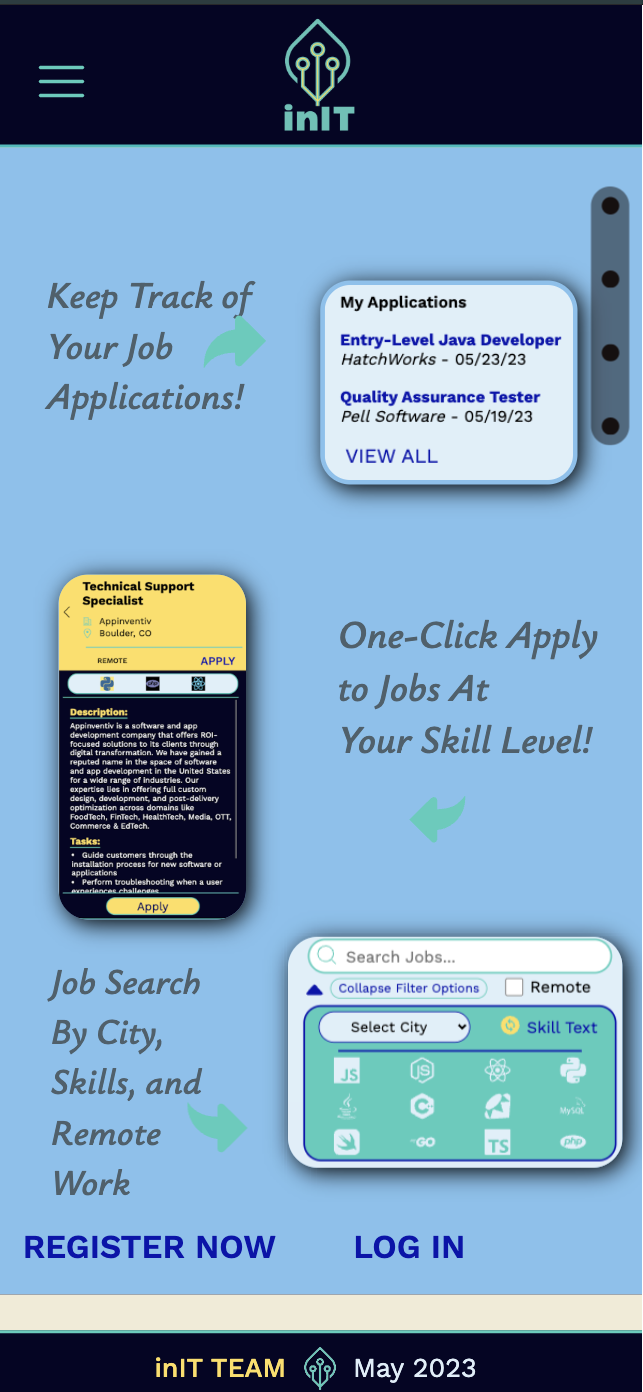 inIT
Keep Track of
Your Job
Applications!
My Applications
Entry-Level Java Developer
HatchWorks - 05/23/23
Quality Assurance Tester
Pell Software - 05/19/23
VIEW ALL
Technical Support
Specialist
Appinventiv
Boulder, CO
REMOTE
APPLY
php
Description:
Appinventiv is a software and app
development company that offers ROI-
focused solutions to its clients through
digital transformation. We have gained a
reputed name in the space of software
and app development in the United States
for a wide range of industries. Our
expertise lies in offering full custom
design, development, and post-delivery
optimization across domains like
FoodTech, FinTech, HealthTech, Media, OTT,
Commerce & EdTech.
Tasks:
• Guide customers through the
installation process for new software or
applications
• Perform troubleshooting when a user
experiences challenges
Apply
One-Click Apply
to Jobs At
Your Skill Level!
Job Search
By City,
Skills, and
Remote
Work
Search Jobs...
Collapse Filter Options
Remote
Select City
Skill Text
JS
JS
Java
C++
MySQL
GO
TS
php
REGISTER NOW
LOG IN
inIT TEAM
May 2023